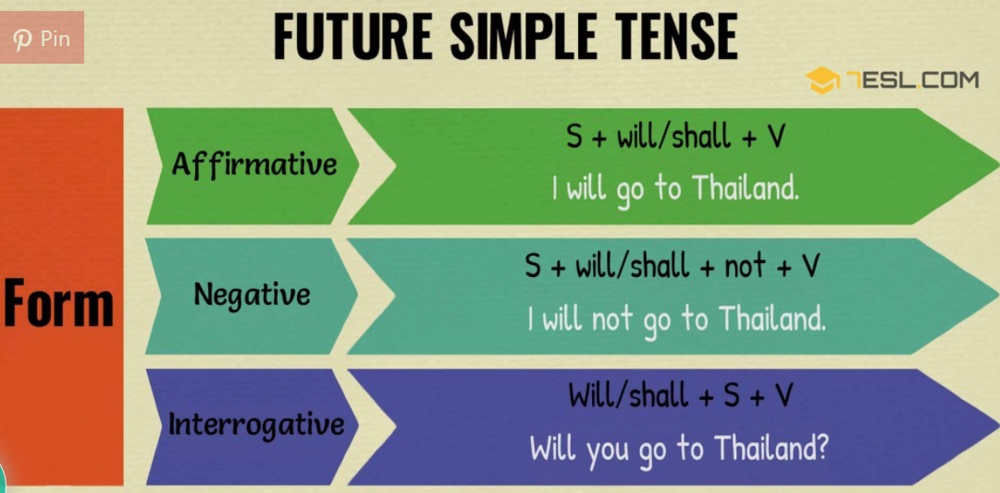 Pin
FUTURE SIMPLE TENSE
7ESL.COM
Form
Affirmative
S + will/shall + V
I will go to Thailand.
Negative
S + will/shall + not + V
I will not go to Thailand.
Interrogative
Will/shall + S + V
Will you go to Thailand?